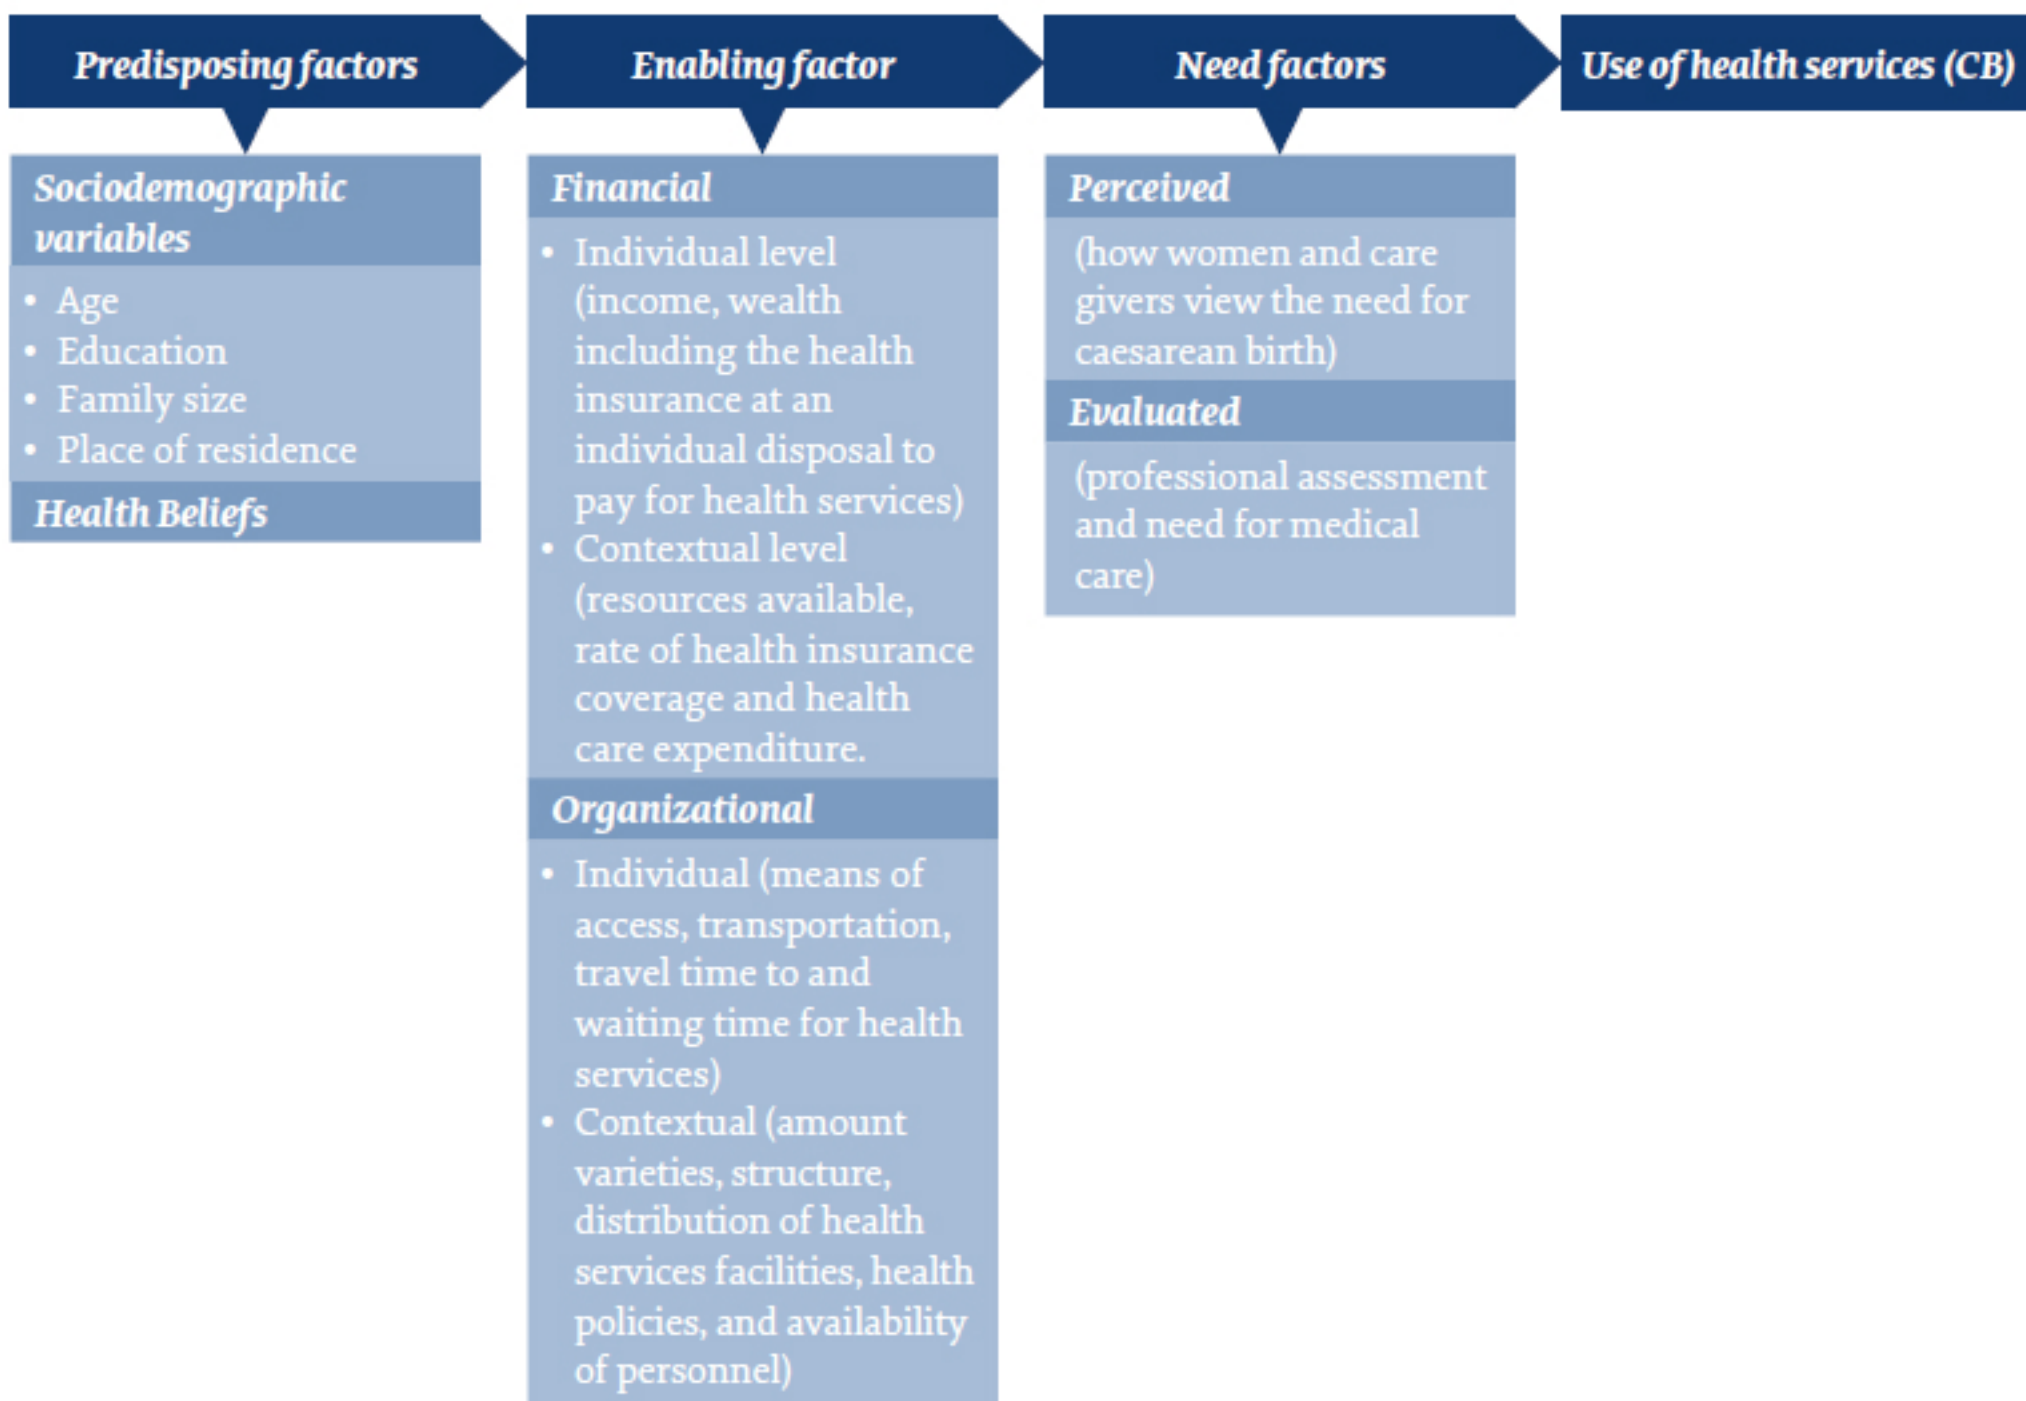 Predisposing factors
Enabling factor
Need factors
Use of health services (CB)
Sociodemographic
variables
• Age
• Education
• Family size
• Place of residence
Health Beliefs
Financial
• Individual level
(income, wealth
including the health
insurance at an
individual disposal to
pay for health services)
• Contextual level
(resources available,
rate of health insurance
coverage and health
care expenditure.
Organizational
• Individual (means of
access, transportation,
travel time to and
waiting time for health
services)
• Contextual (amount
varieties, structure,
distribution of health
services facilities, health
policies, and availability
of personnel)
Perceived
(how women and care
givers view the need for
caesarean birth)
Evaluated
(professional assessment
and need for medical
care)